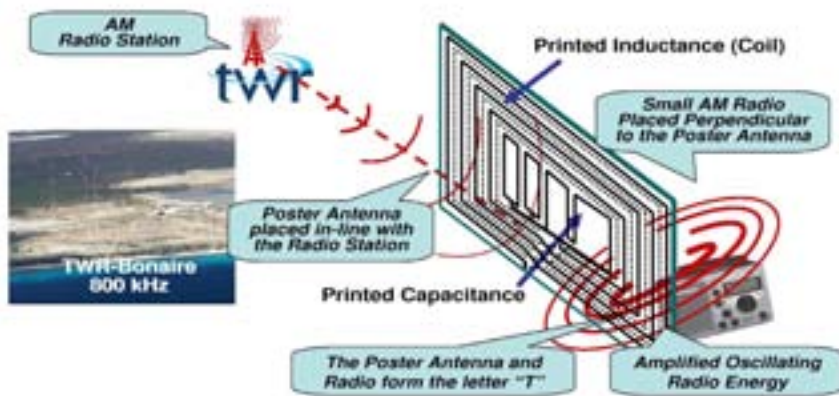 AM
Radio Station
twr
Printed Inductance (Coil)
Small AM Radio
Placed Perpendicular
to the Poster Antenna
Poster Antenna
placed in-line with
the Radio Station
TWR-Bonaire
800 kHz
Printed Capacitance
The Poster Antenna and
Radio form the letter “T”
Amplified Oscillating
Radio Energy